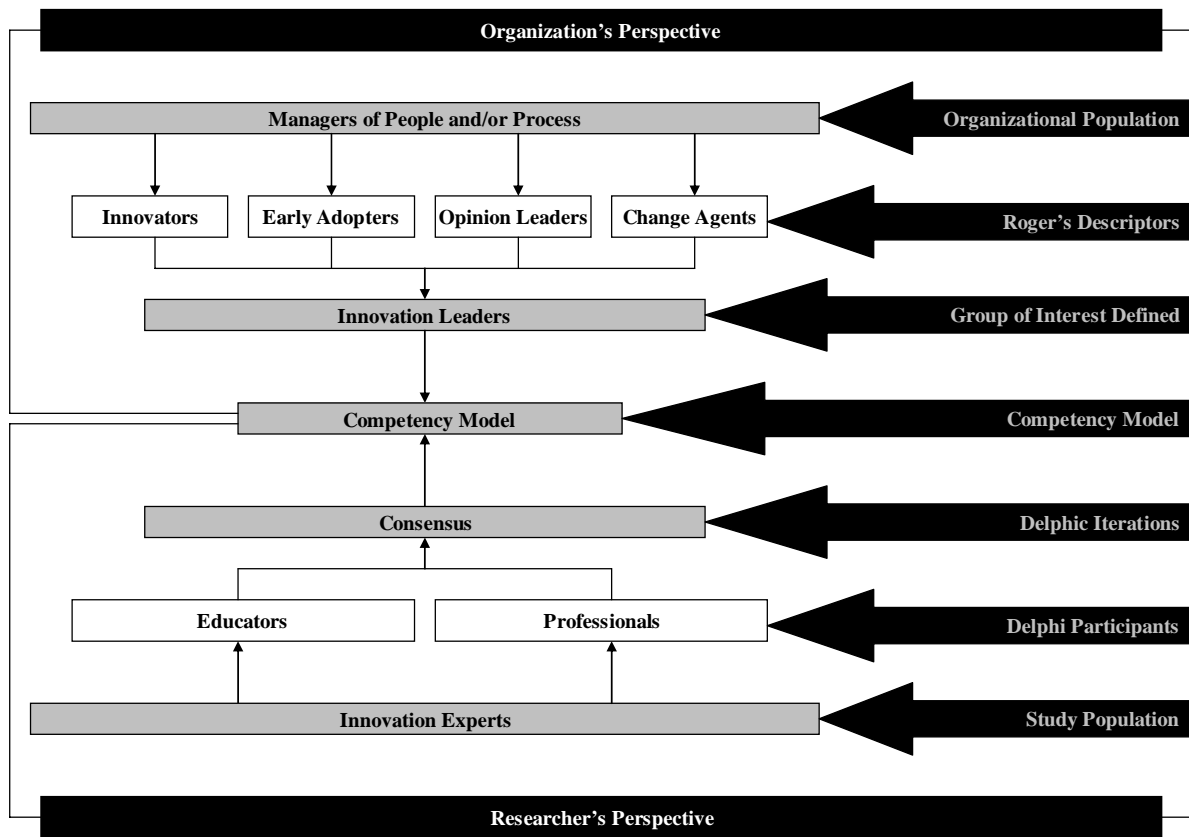 Organization's Perspective
Managers of People and/or Process
Organizational Population
Innovators
Early Adopters
Opinion Leaders
Change Agents
Roger's Descriptors
Innovation Leaders
Group of Interest Defined
Competency Model
Competency Model
Consensus
Delphic Iterations
Educators
Professionals
Delphi Participants
Innovation Experts
Study Population
Researcher's Perspective